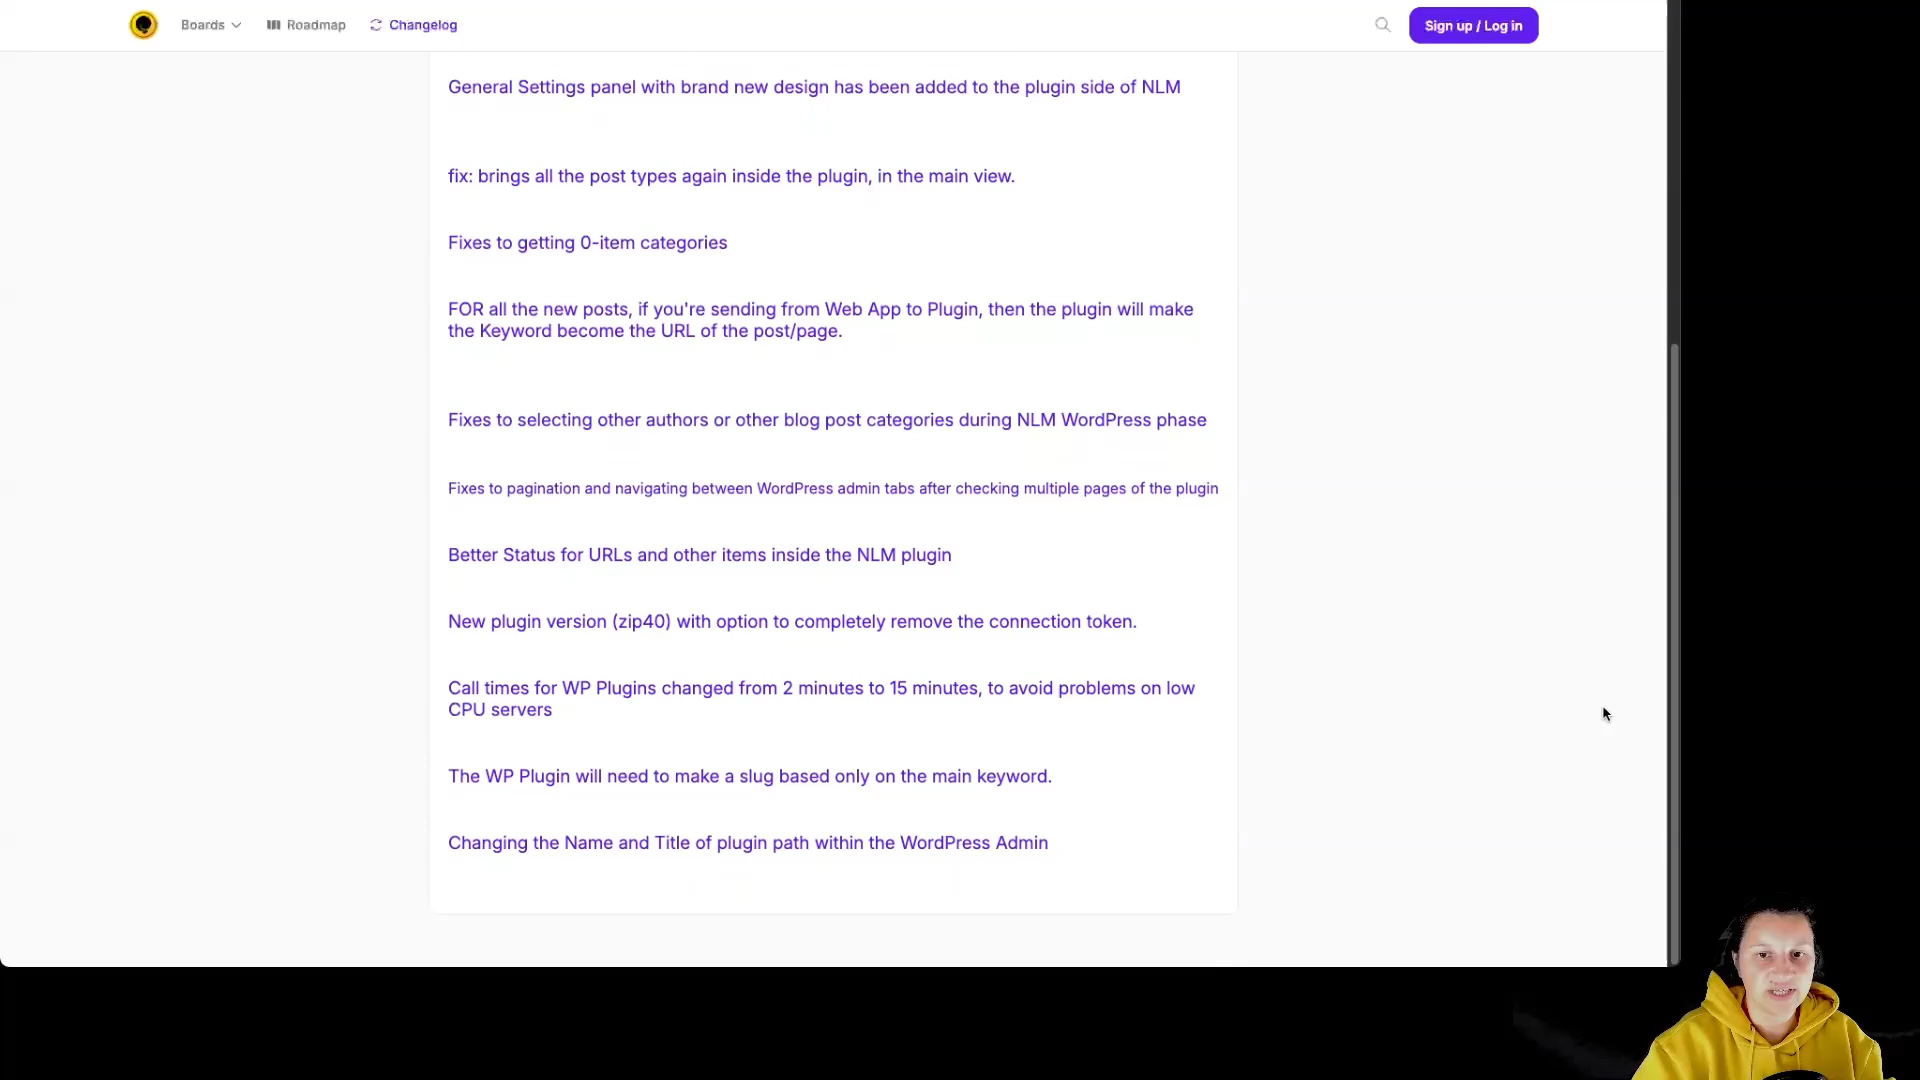 Boards
Roadmap
Changelog
Sign up / Log in
General Settings panel with brand new design has been added to the plugin side of NLM
fix: brings all the post types again inside the plugin, in the main view.
Fixes to getting 0-item categories
FOR all the new posts, if you're sending from Web App to Plugin, then the plugin will make
the Keyword become the URL of the post/page.
Fixes to selecting other authors or other blog post categories during NLM WordPress phase
Fixes to pagination and navigating between WordPress admin tabs after checking multiple pages of the plugin
Better Status for URLs and other items inside the NLM plugin
New plugin version (zip40) with option to completely remove the connection token.
Call times for WP Plugins changed from 2 minutes to 15 minutes, to avoid problems on low
CPU servers
The WP Plugin will need to make a slug based only on the main keyword.
Changing the Name and Title of plugin path within the WordPress Admin